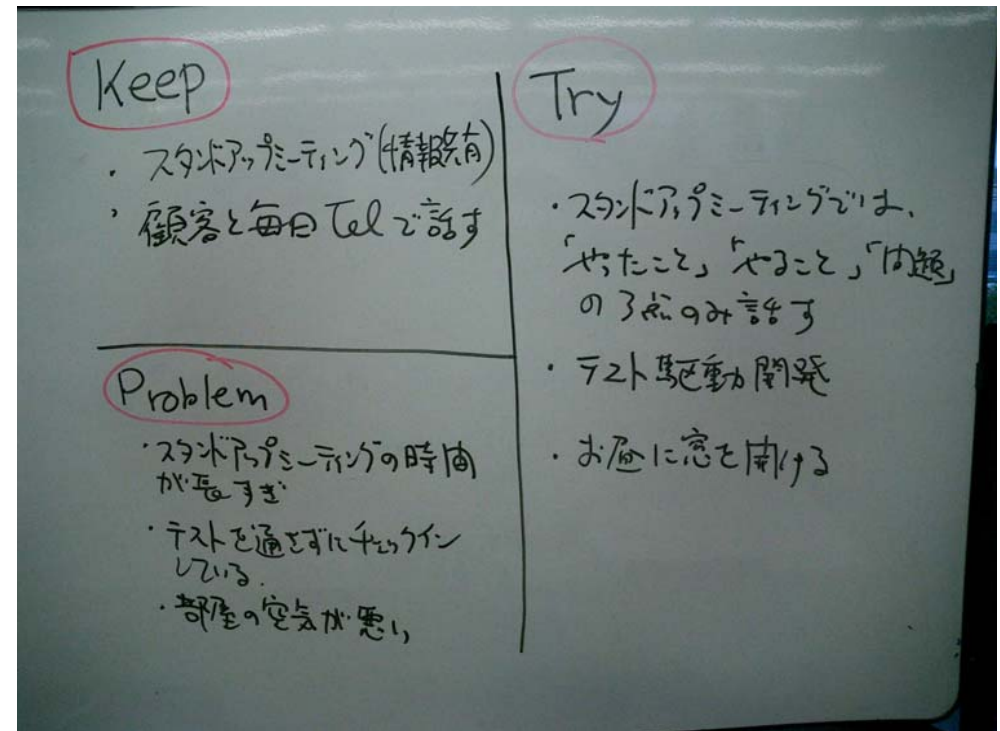 Keep
・スタンドアップミーティング(情報共有)
・顧客と毎日Telで話す
Problem
・スタンドアップミーティングの時間
が長すぎ
・テストを通さずにチェックイン
している.
・部屋の空気が悪い
Try
・スタンドアップミーティングでは、
「やったこと」「やること」「問題」
の3点のみ話す
・テスト駆動開発
・お昼に窓を開ける